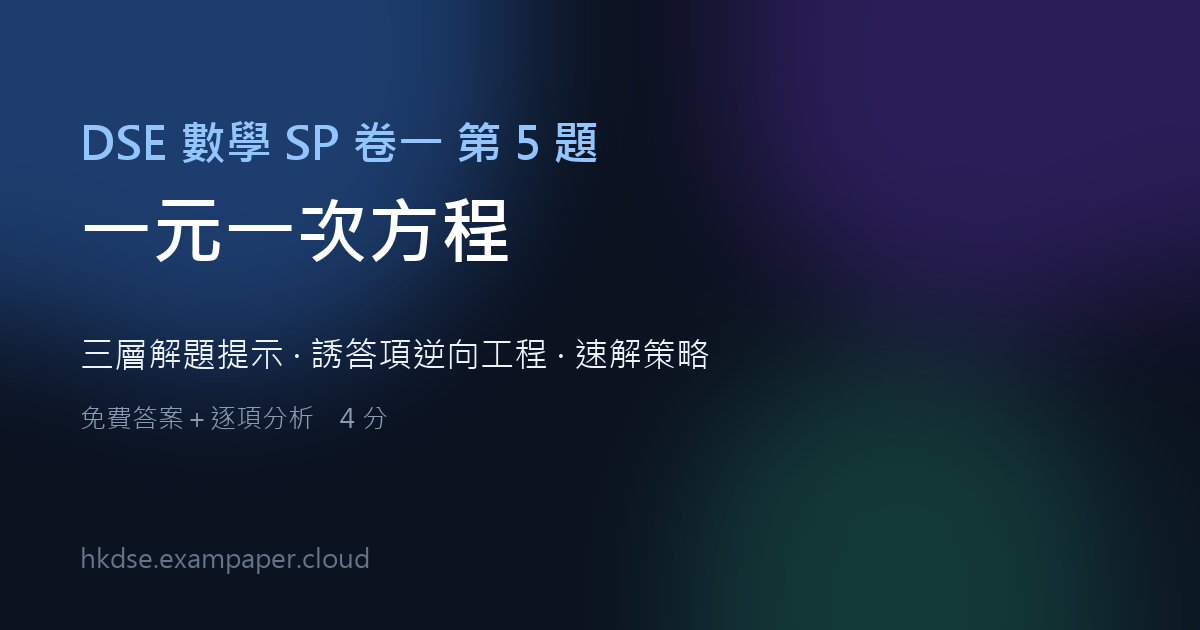 DSE 數學 SP 卷一 第 5 題
一元一次方程
三層解題提示 · 誘答項逆向工程 · 速解策略
免費答案 + 逐項分析 4 分
hkdse.exampaper.cloud